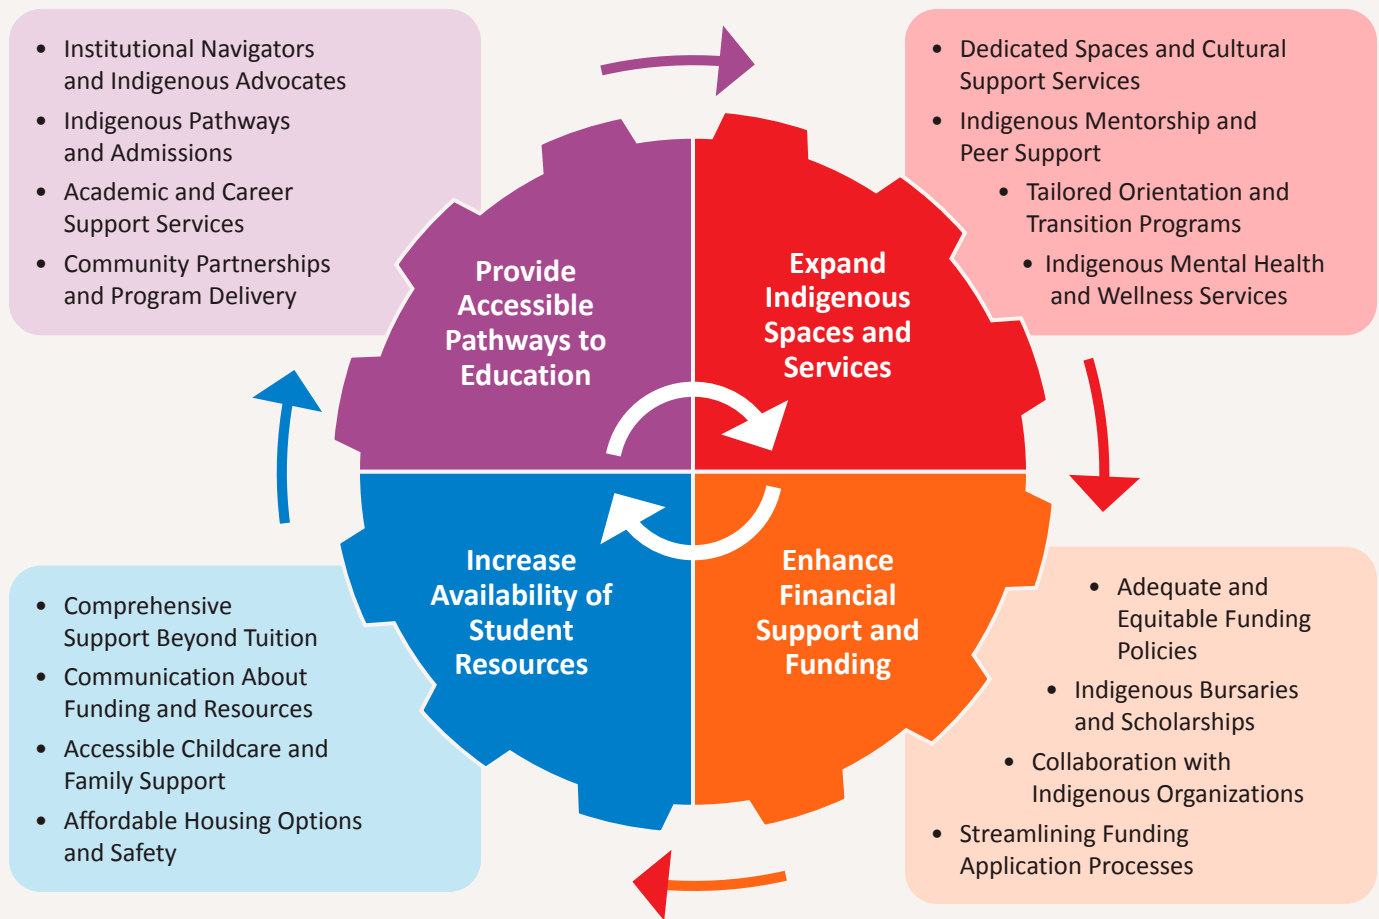 • Institutional Navigators
and Indigenous Advocates
• Indigenous Pathways
and Admissions
• Academic and Career
Support Services
• Community Partnerships
and Program Delivery
• Dedicated Spaces and Cultural
Support Services
• Indigenous Mentorship and
Peer Support
• Tailored Orientation and
Transition Programs
• Indigenous Mental Health
and Wellness Services
Provide
Accessible
Pathways to
Education
Expand
Indigenous
Spaces and
Services
Increase
Availability of
Student
Resources
Enhance
Financial
Support and
Funding
• Comprehensive
Support Beyond Tuition
• Communication About
Funding and Resources
• Accessible Childcare and
Family Support
• Affordable Housing Options
and Safety
• Adequate and
Equitable Funding
Policies
• Indigenous Bursaries
and Scholarships
• Collaboration with
Indigenous Organizations
• Streamlining Funding
Application Processes